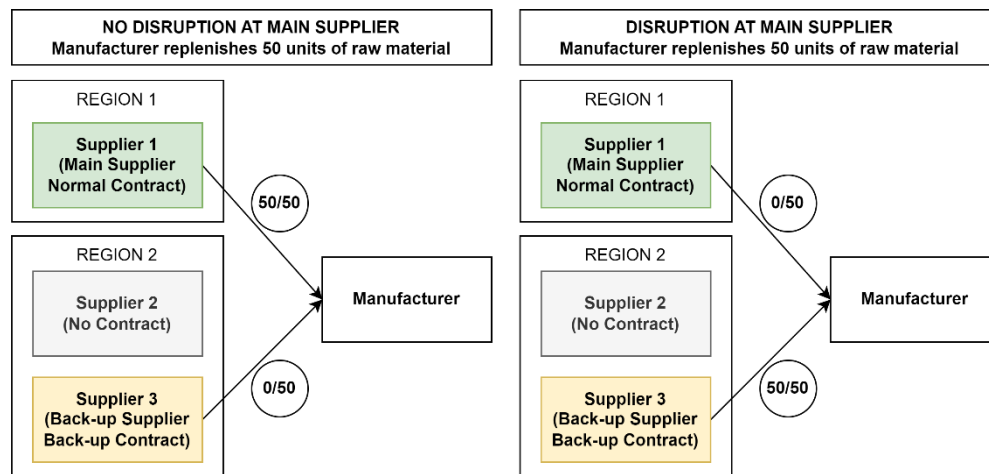 NO DISRUPTION AT MAIN SUPPLIER
Manufacturer replenishes 50 units of raw material
REGION 1
Supplier 1
(Main Supplier
Normal Contract)
50/50
REGION 2
Supplier 2
(No Contract)
Manufacturer
0/50
Supplier 3
(Back-up Supplier
Back-up Contract)
DISRUPTION AT MAIN SUPPLIER
Manufacturer replenishes 50 units of raw material
REGION 1
Supplier 1
(Main Supplier
Normal Contract)
0/50
REGION 2
Supplier 2
(No Contract)
Manufacturer
50/50
Supplier 3
(Back-up Supplier
Back-up Contract)